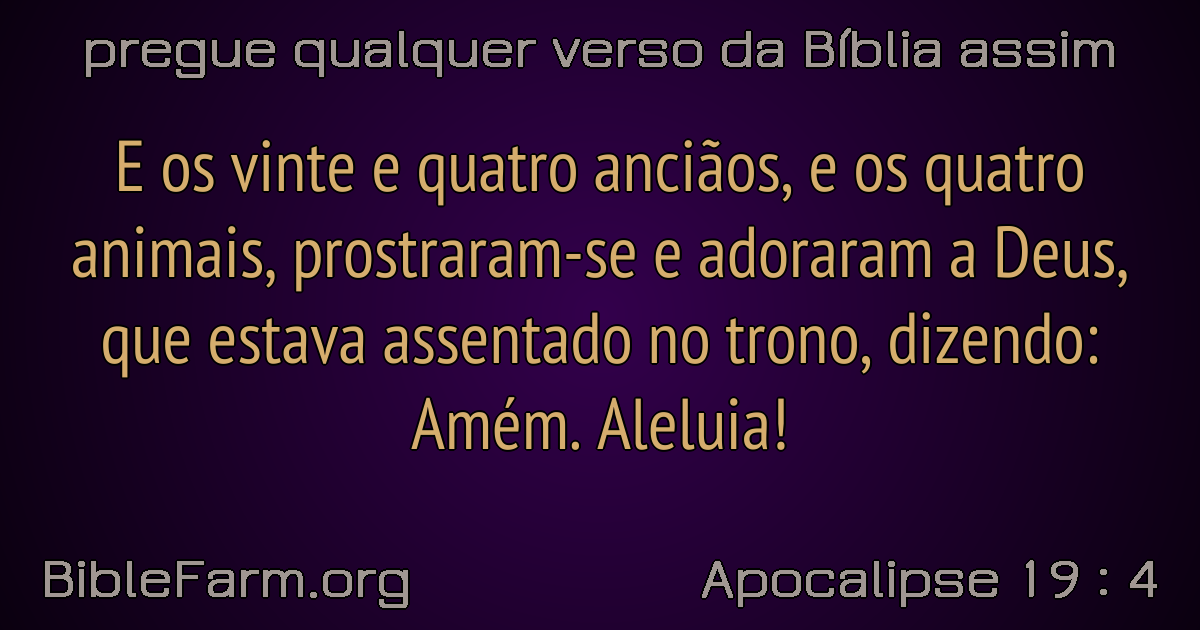 pregue qualquer verso da Bíblia assim
E os vinte e quatro anciãos, e os quatro
animais, prostraram-se e adoraram a Deus,
que estava assentado no trono, dizendo:
Amém. Aleluia!
BibleFarm.org
Apocalipse 19 : 4